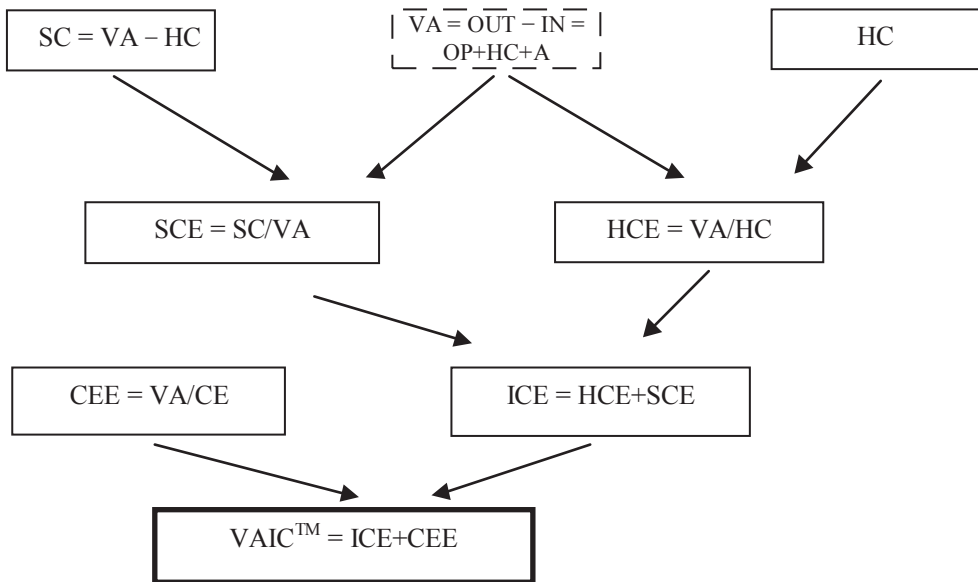 SC = VA – HC
VA = OUT – IN =
OP+HC+A
HC
SCE = SC/VA
HCE = VA/HC
CEE = VA/CE
ICE = HCE+SCE
VAIC™ = ICE+CEE